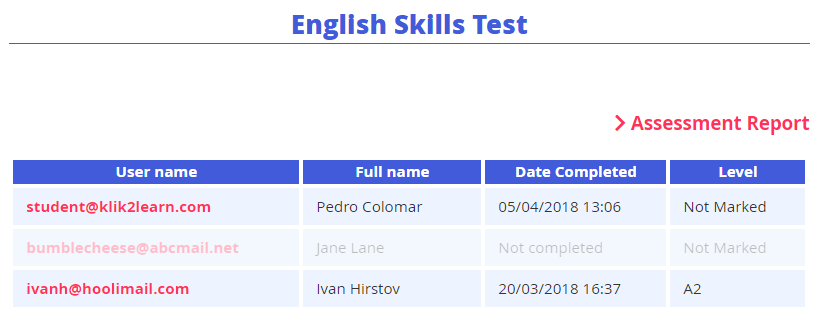 English Skills Test
Assessment Report
User name Full name Date Completed Level
student@klik2learn.com Pedro Colomar 05/04/2018 13:06 Not Marked
bumblecheese@abcmail.net Jane Lane Not completed Not Marked
ivanh@hoolimail.com Ivan Hirstov 20/03/2018 16:37 A2